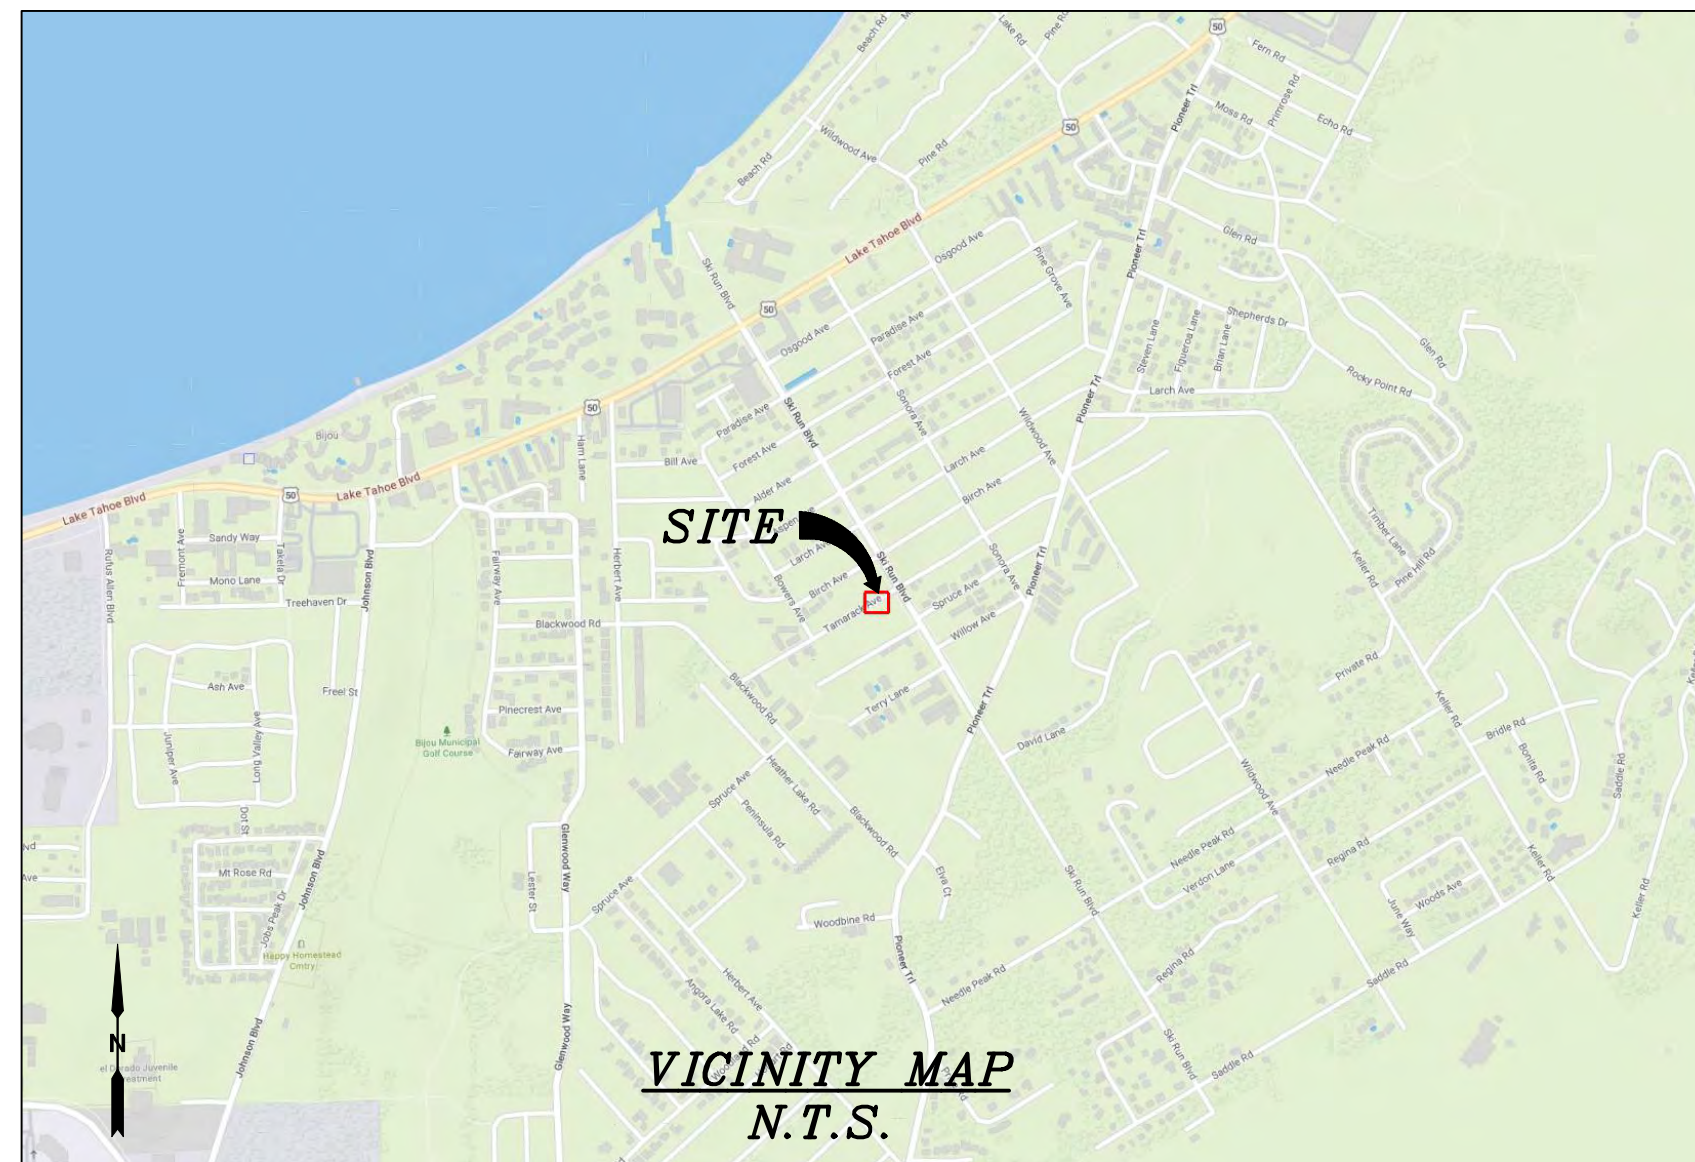 50
Fern Rd
Beach Rd
Lake Rd
Pine Rd
Moss Rd
Primrose Rd
Echo Rd
Pioneer Trl
50
Wildwood Ave
Pine Rd
Beach Rd
Lake Tahoe Blvd
Osgood Ave
Glen Rd
Pioneer Trl
Ski Run Blvd
Pine Grove Ave
50
Osgood Ave
Paradise Ave
Shepherds Dr
Steven Lane
Figueroa Lane
Brian Lane
Glen Rd
Forest Ave
Rocky Point Rd
Larch Ave
Pioneer Trl
50
Ski Run Blvd
Sonora Ave
Wildwood Ave
Paradise Ave
Bijou
Ham Lane
Forest Ave
Bill Ave
Larch Ave
Birch Ave
Alder Ave
Lake Tahoe Blvd
50
Lake Tahoe Blvd
SITE
Timber Lane
Pine Hill Rd
Keller Rd
Sandy Way
Fremont Ave
Takela Dr
Rufus Allen Blvd
Mono Lane
Treehaven Dr
Johnson Blvd
Fairway Ave
Herbert Ave
Larch Ave
Birch Ave
Bowers Ave
Ski Run Blvd
Sonora Ave
Pioneer Trl
Tamarack Ave
Spruce Ave
Willow Ave
Blackwood Rd
Private Rd
Ash Ave
Freel St
Blackwood Rd
Terry Lane
Pioneer Trl
Keller Rd
Pinecrest Ave
Juniper Ave
Long Valley Ave
Bijou Municipal
Golf Course
Fairway Ave
David Lane
Bridle Rd
Needle Peak Rd
Bonita Rd
Saddle Rd
Wildwood Ave
Heather Lake Rd
Spruce Ave
Peninsula Rd
Dot St
Blackwood Rd
Needle Peak Rd
Verdon Lane
Regina Rd
Keller Rd
Glenwood Way
Mt Rose Rd
Johnson Blvd
Lester St
Spruce Ave
Elva Ct
Ski Run Blvd
June Way
Woods Ave
Keller Rd
Jobs Peak Dr
Woodbine Rd
Happy Homestead
Cmtry
Pioneer Trl
Needle Peak Rd
Regina Rd
Saddle Rd
Herbert Ave
Angora Lake Rd
N
Glenwood Way
Johnson Blvd
Ski Run Blvd
Saddle Rd
VICINITY MAP
N.T.S.